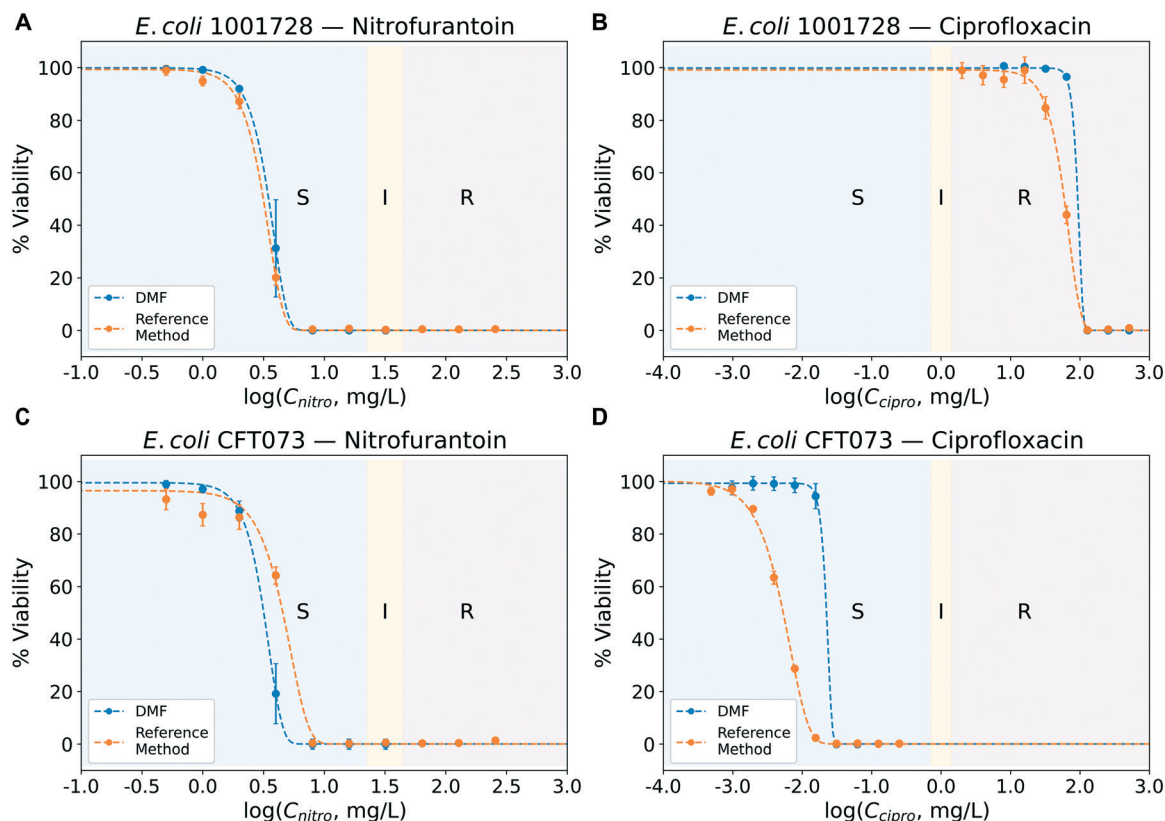 A
E. coli 1001728 — Nitrofurantoin
% Viability
100
80
60
40
20
0
S
I
R
DMF
Reference
Method
-1.0 -0.5 0.0 0.5 1.0 1.5 2.0 2.5 3.0
log(Cnitro, mg/L)
B
E. coli 1001728 — Ciprofloxacin
% Viability
100
80
60
40
20
0
S
I
R
DMF
Reference
Method
-4.0 -3.0 -2.0 -1.0 0.0 1.0 2.0 3.0
log(Ccipro, mg/L)
C
E. coli CFT073 — Nitrofurantoin
% Viability
100
80
60
40
20
0
S
I
R
DMF
Reference
Method
-1.0 -0.5 0.0 0.5 1.0 1.5 2.0 2.5 3.0
log(Cnitro, mg/L)
D
E. coli CFT073 — Ciprofloxacin
% Viability
100
80
60
40
20
0
S
I
R
DMF
Reference
Method
-4.0 -3.0 -2.0 -1.0 0.0 1.0 2.0 3.0
log(Ccipro, mg/L)